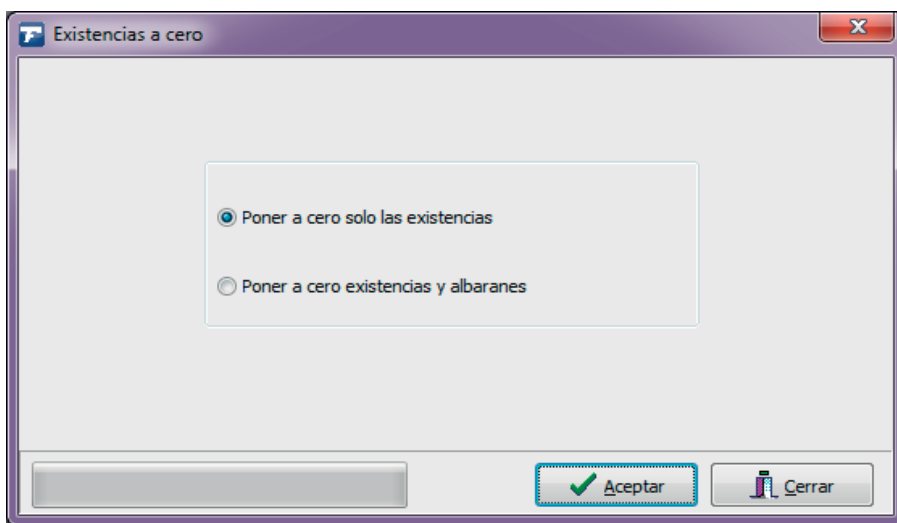 Existencias a cero
Poner a cero solo las existencias
Poner a cero existencias y albaranes
Aceptar
Cerrar